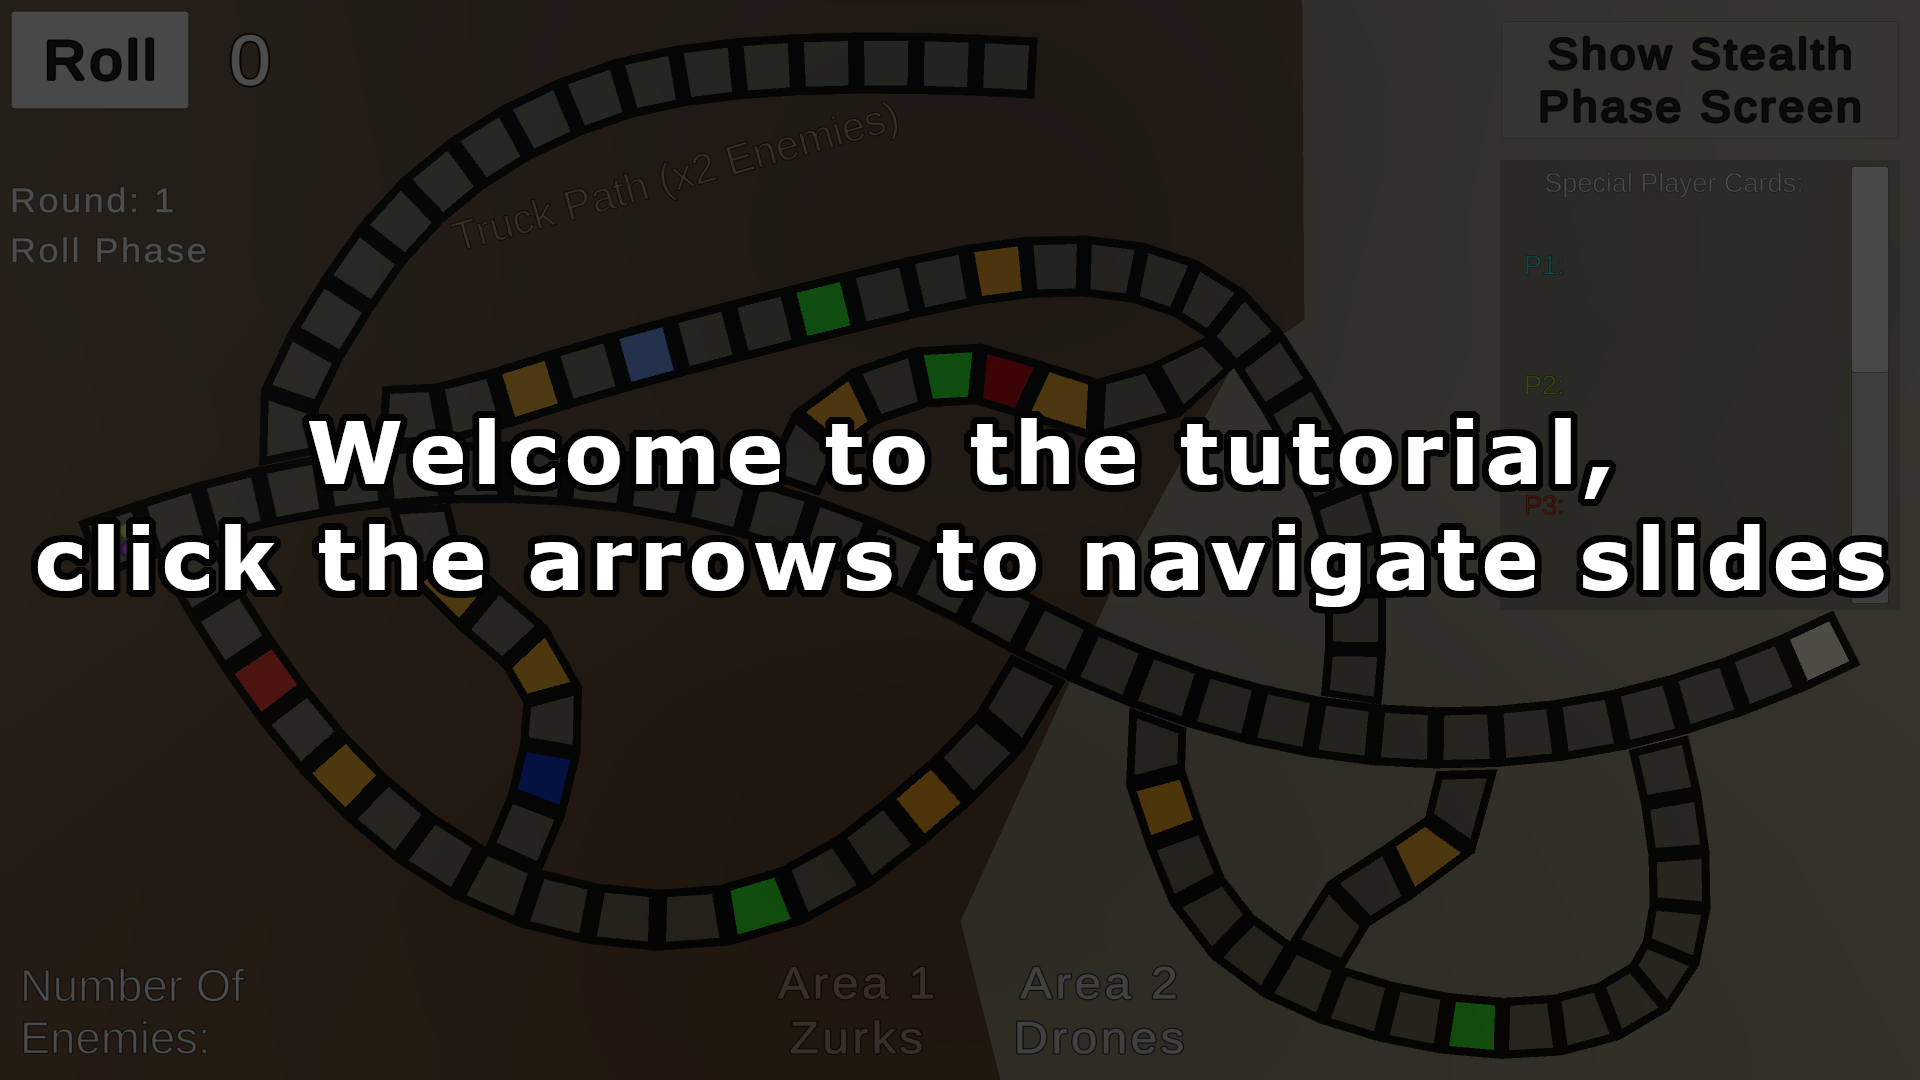 Roll
0
Show Stealth
Phase Screen
Round: 1
Roll Phase
Truck Path (x2 Enemies)
Special Player Cards:
P1:
P2:
P3:
Welcome to the tutorial,
click the arrows to navigate slides
Number Of
Enemies:
Area 1
Zurks
Area 2
Drones